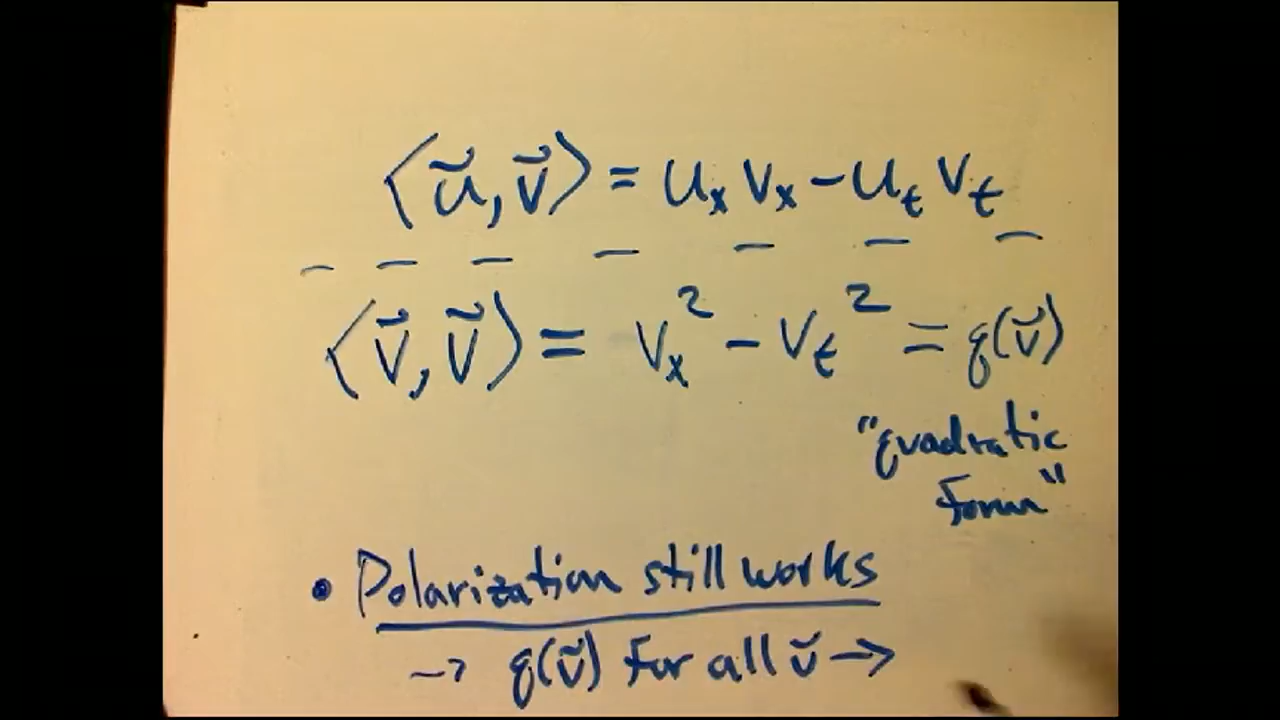 ⟨u⃗, v⃗⟩ = uₓ vₓ - uₜ vₜ
⟨v⃗, v⃗⟩ = vₓ² - vₜ² = q(v⃗)
"quadratic
form"
• Polarization still works
→ q(v⃗) for all v⃗ →